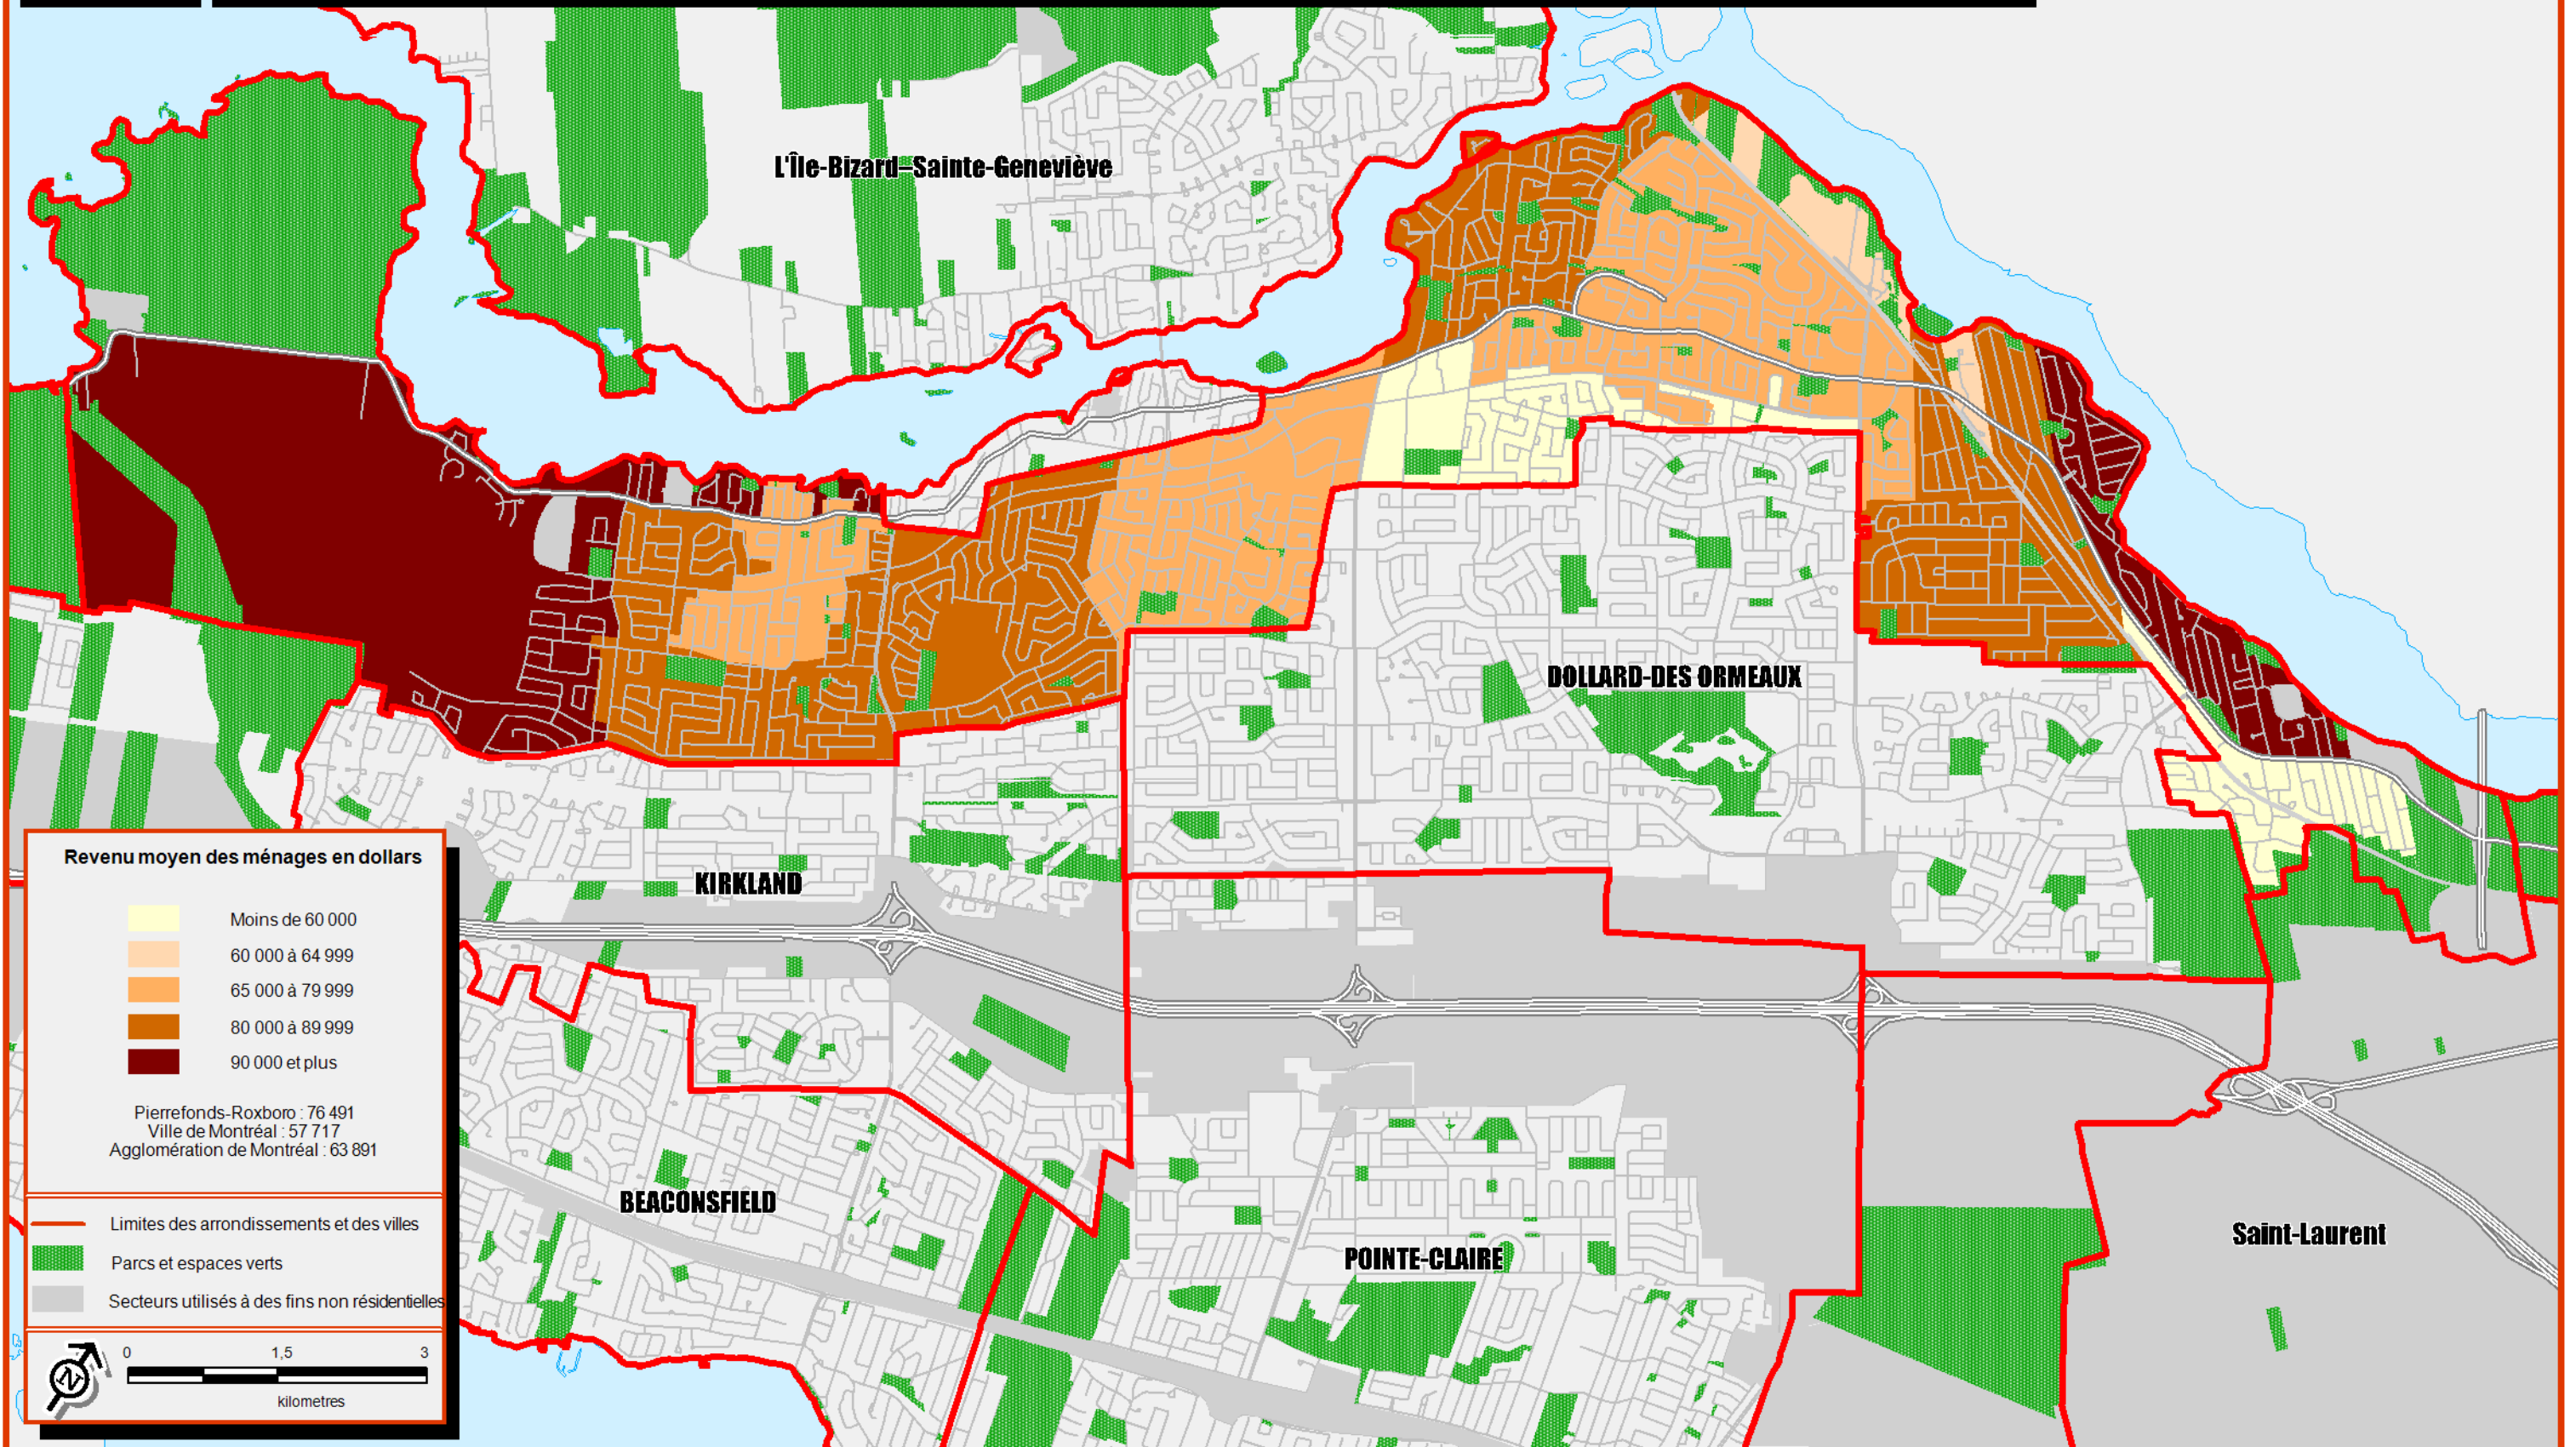 L'Île-Bizard–Sainte-Geneviève
DOLLARD-DES ORMEAUX
KIRKLAND
BEACONSFIELD
POINTE-CLAIRE
Saint-Laurent
Revenu moyen des ménages en dollars
Moins de 60 000
60 000 à 64 999
65 000 à 79 999
80 000 à 89 999
90 000 et plus
Pierrefonds-Roxboro : 76 491
Ville de Montréal : 57 717
Agglomération de Montréal : 63 891
Limites des arrondissements et des villes
Parcs et espaces verts
Secteurs utilisés à des fins non résidentielles
N
0 1,5 3
kilometres